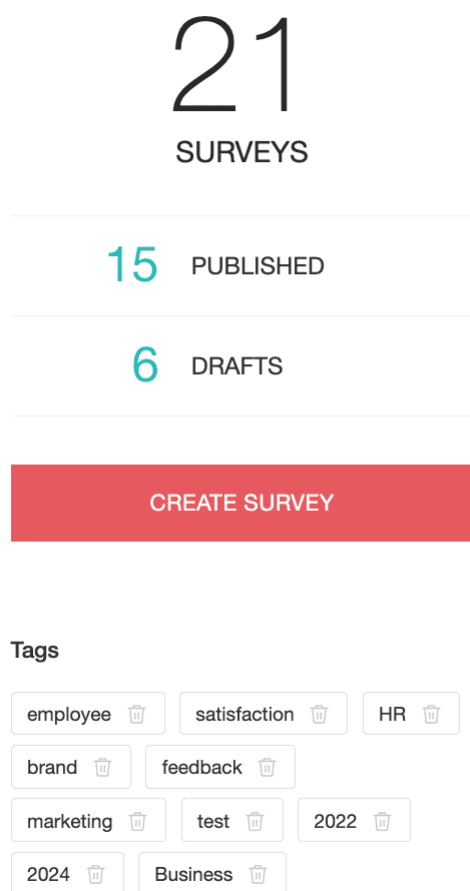 21
SURVEYS
15 PUBLISHED
6 DRAFTS
CREATE SURVEY
Tags
employee satisfaction HR
brand feedback
marketing test 2022
2024 Business